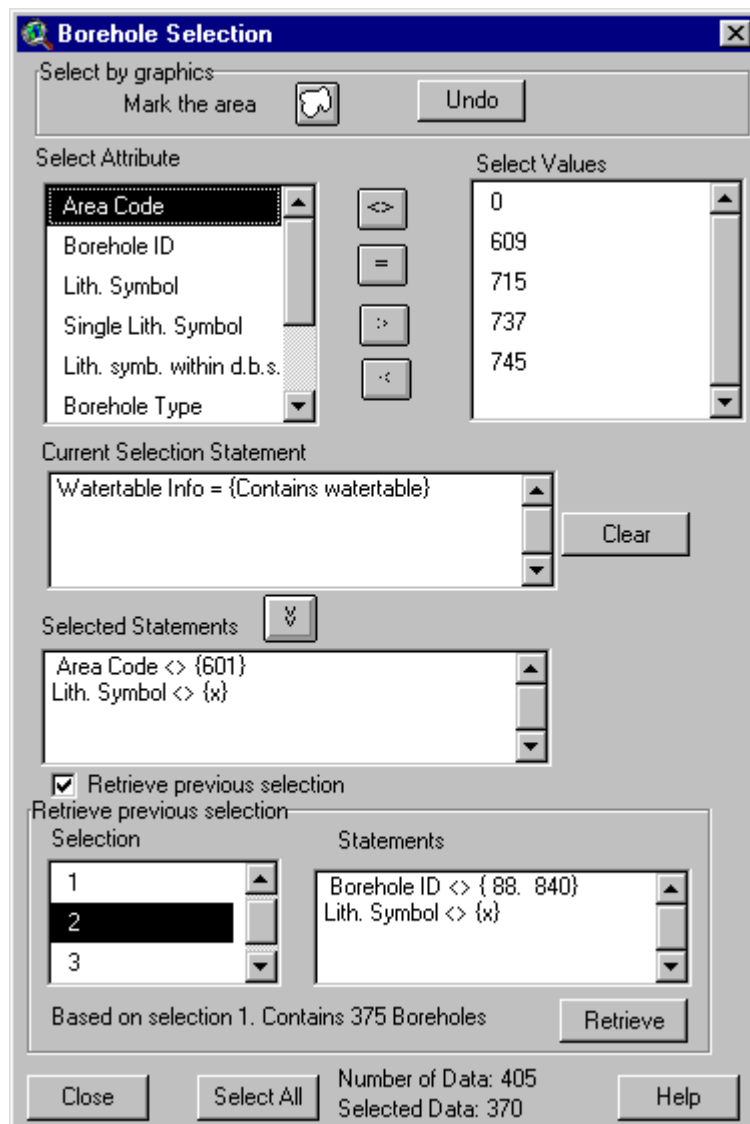 Borehole Selection
Select by graphics
Mark the area
Undo
Select Attribute
Area Code
Borehole ID
Lith. Symbol
Single Lith. Symbol
Lith. symb. within d.b.s.
Borehole Type
<>
=
:>
·<
Select Values
0
609
715
737
745
Current Selection Statement
Watertable Info = {Contains watertable}
Clear
Selected Statements
Area Code <> {601}
Lith. Symbol <> {x}
Retrieve previous selection
Retrieve previous selection
Selection
1
2
3
Statements
Borehole ID <> { 88.  840}
Lith. Symbol <> {x}
Based on selection 1. Contains 375 Boreholes
Retrieve
Close
Select All
Number of Data: 405
Selected Data: 370
Help